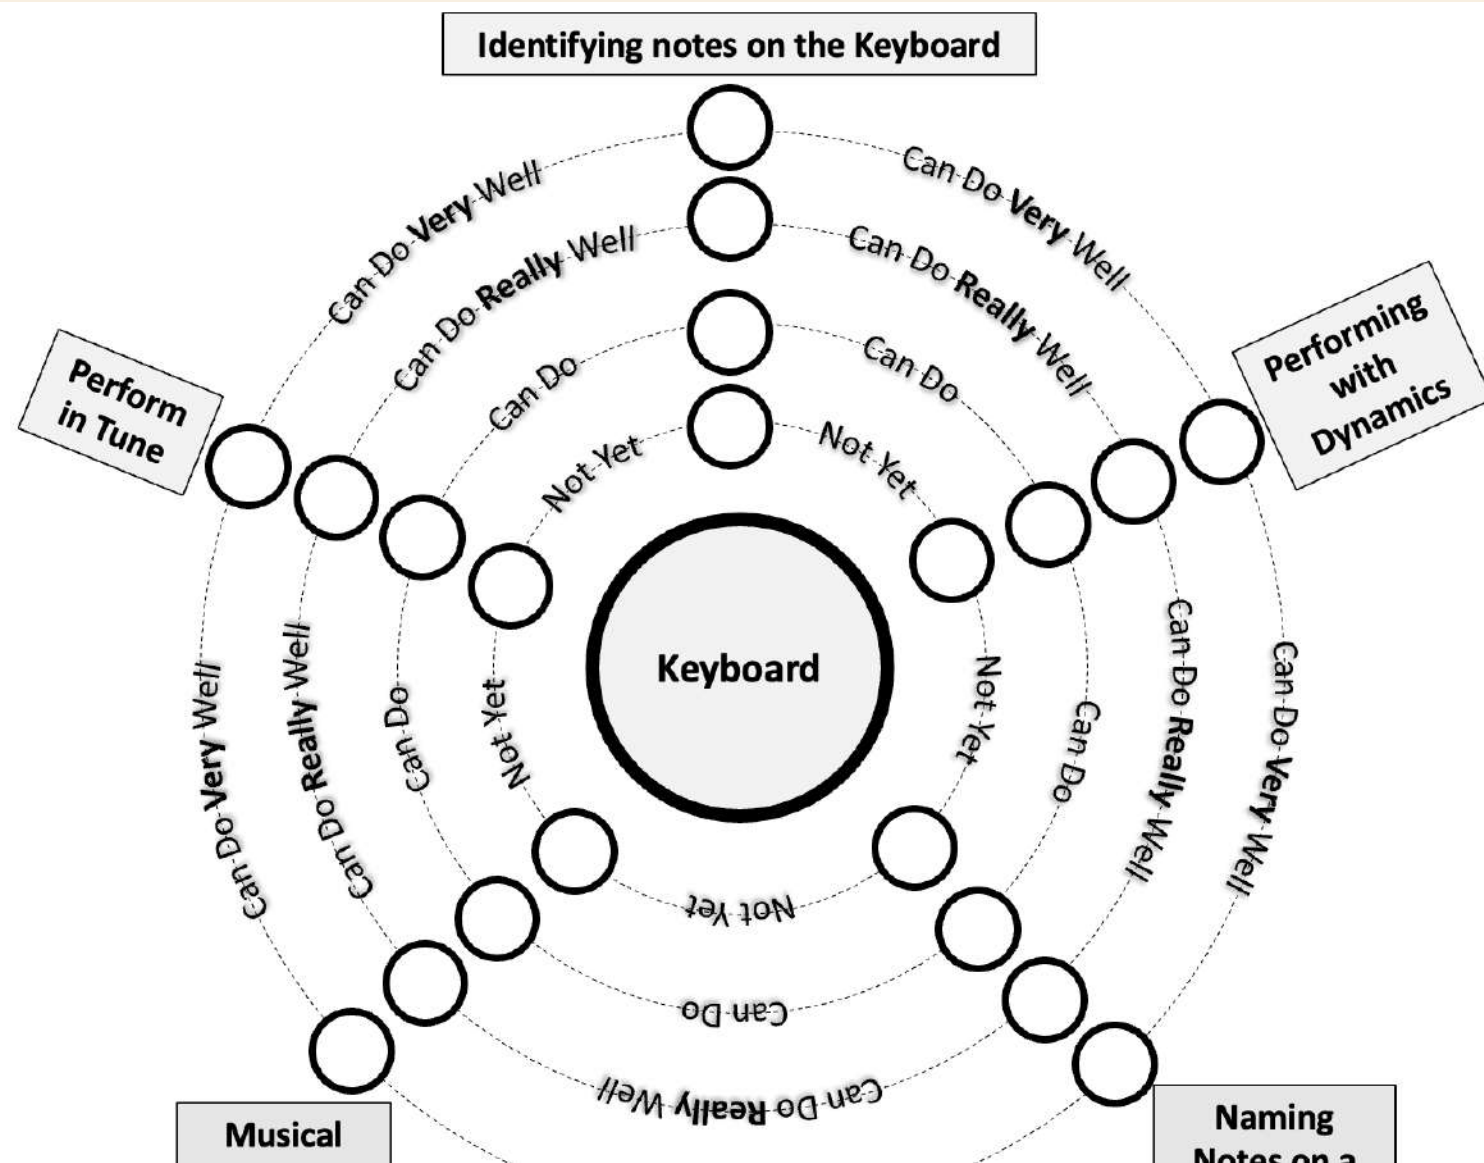 Identifying notes on the Keyboard
Can Do Very Well
Can Do Very Well
Can Do Really Well
Can Do Really Well
Can Do
Can Do
Not Yet
Not Yet
Perform
in Tune
Performing
with
Dynamics
Keyboard
Can Do Very Well
Can Do Really Well
Can Do
Not Yet
Not Yet
Can Do
Can Do Really Well
Can Do Very Well
Not Yet
Can Do
Can Do Really Well
Musical
Naming
Notes on a